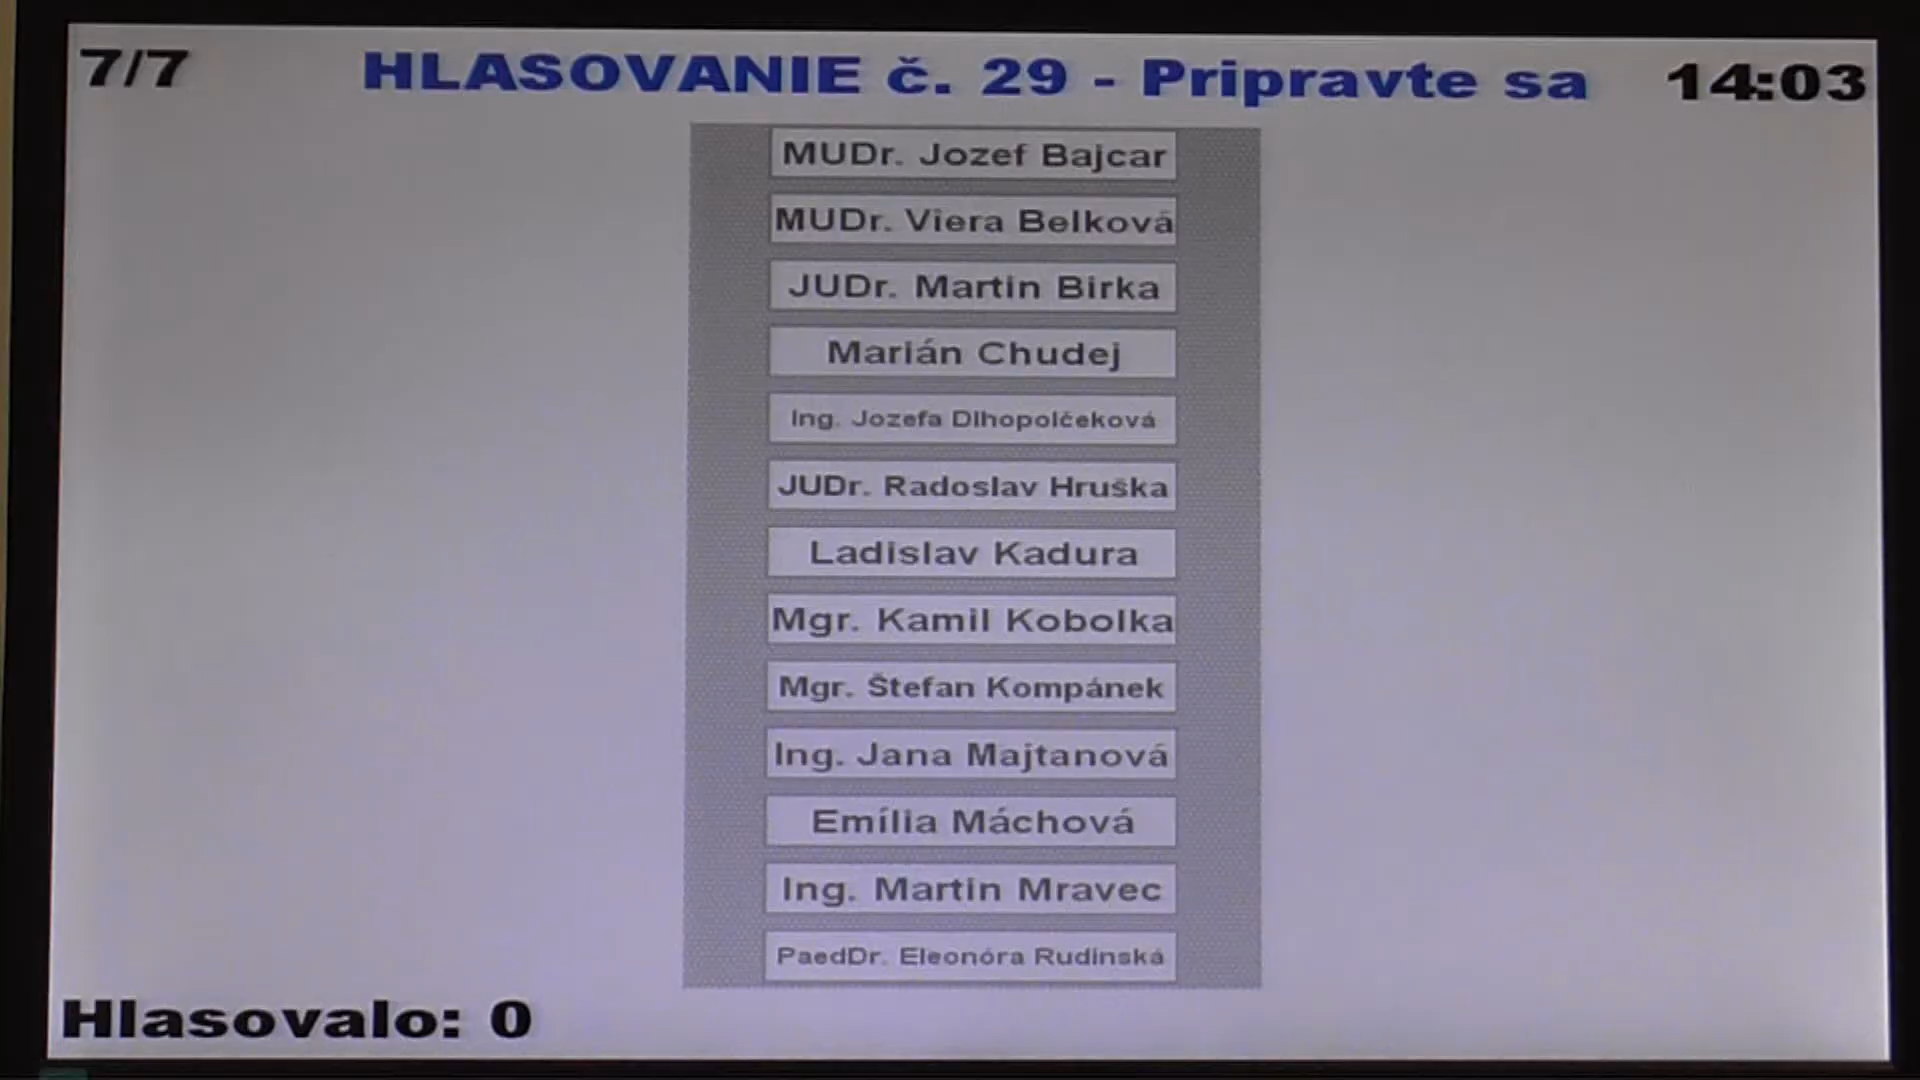 7/7 HLASOVANIE č. 29 - Pripravte sa 14:03
MUDr. Jozef Bajcar
MUDr. Viera Belková
JUDr. Martin Birka
Marián Chudej
Ing. Jozefa Dlhopolčeková
JUDr. Radoslav Hruška
Ladislav Kadura
Mgr. Kamil Kobolka
Mgr. Štefan Kompánek
Ing. Jana Majtanová
Emília Máchová
Ing. Martin Mravec
PaedDr. Eleonóra Rudinská
Hlasovalo: 0